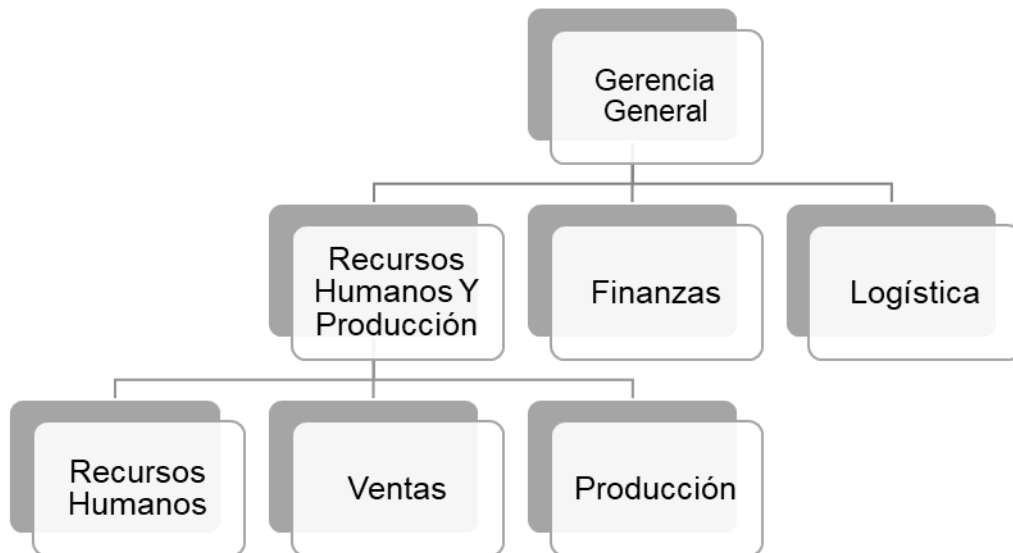 Gerencia
General
Recursos
Humanos Y
Producción
Finanzas
Logística
Recursos
Humanos
Ventas
Producción